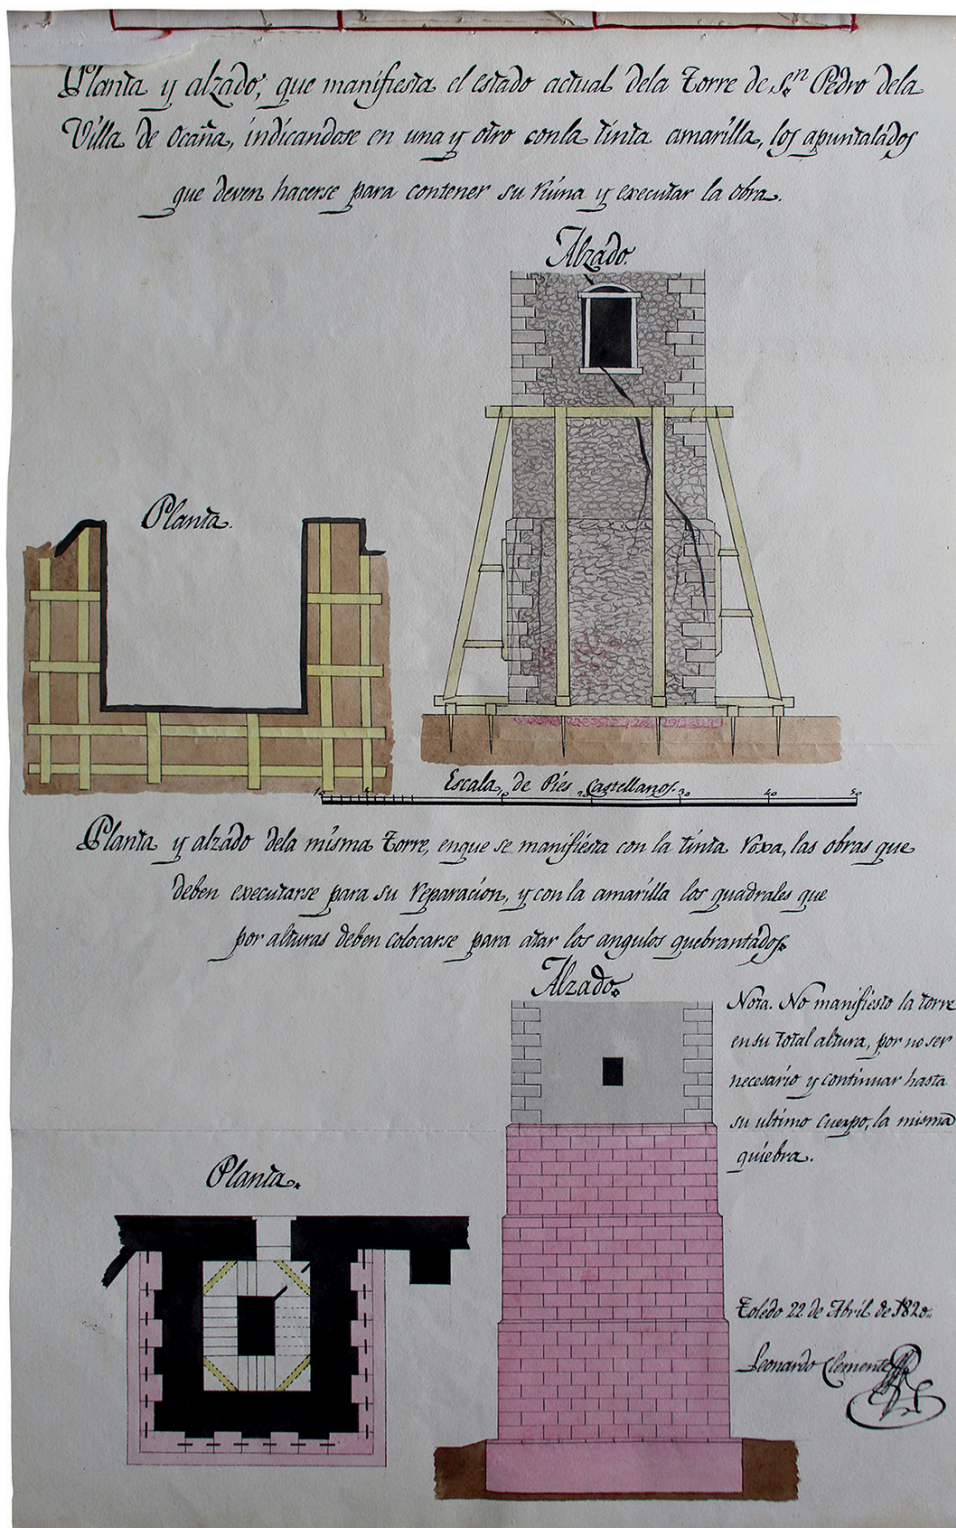 Planta y alzado, que manifiesta el estado actual dela Torre de S.n Pedro dela
Villa de Ocaña, indicandose en una y otro conla tinta amarilla, los apuntalados
que deven hacerse para contener su ruina y executar la obra.
Alzado.
Planta.
Escala de Pies Castellanos.
10 5 10 20 30 40 50
Planta y alzado dela misma Torre, enque se manifiesta con la tinta roxa, las obras que
deben executarse para su reparacion, y con la amarilla los quadrales que
por alturas deben colocarse para atar los angulos quebrantados.
Alzado.
Nota. No manifiesto la torre
en su total altura, por no ser
necesario y continuar hasta
su ultimo cuerpo, la misma
quiebra.
Planta.
Toledo 22 de Abril de 1820.
Leonardo Clemente